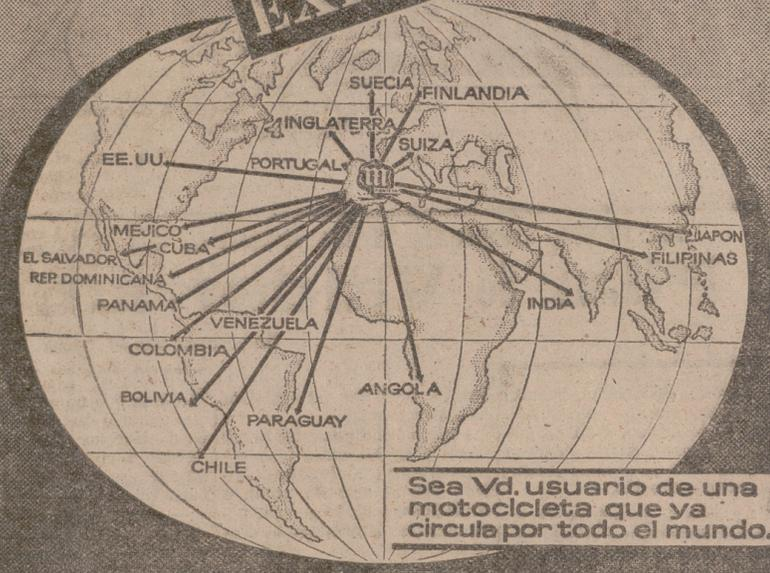 SUECIA
FINLANDIA
INGLATERRA
SUIZA
EE.UU.
PORTUGAL
MEJICO
CUBA
JAPON
EL SALVADOR
FILIPINAS
REP. DOMINICANA
PANAMA
INDIA
VENEZUELA
COLOMBIA
BOLIVIA
ANGOLA
PARAGUAY
CHILE
Sea Vd. usuario de una
motocicleta que ya
circula por todo el mundo.